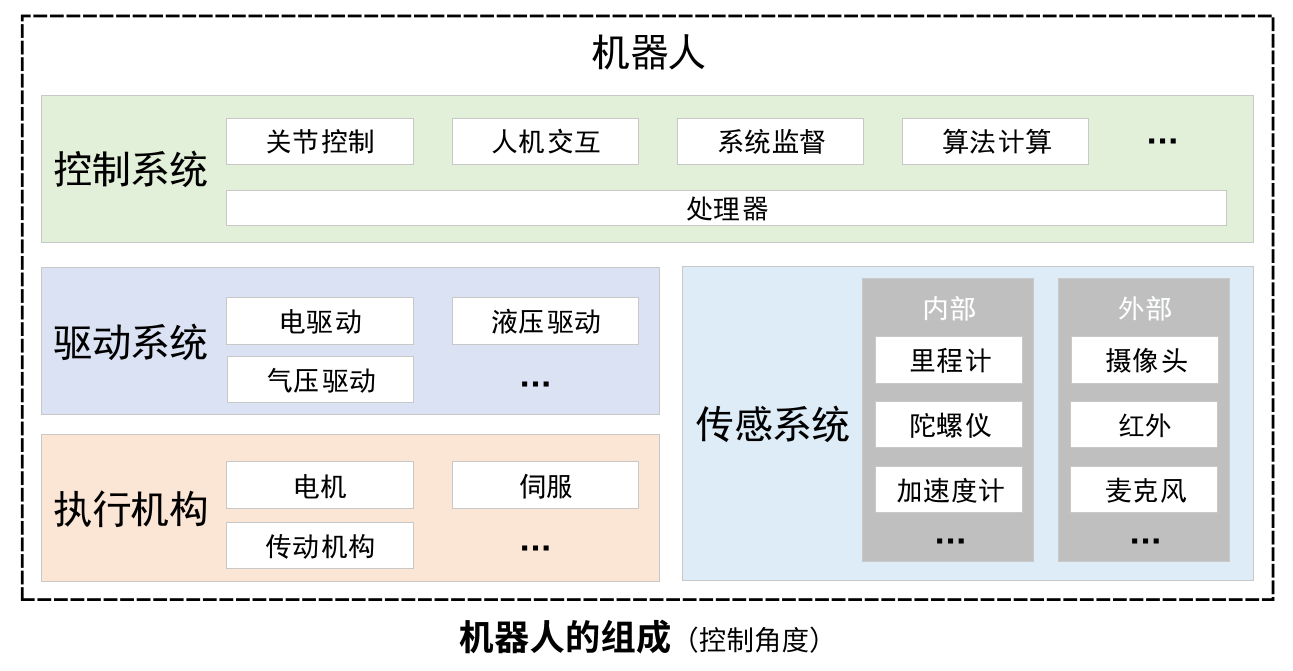 机器人
控制系统
关节控制
人机交互
系统监督
算法计算
...
处理器
驱动系统
电驱动
液压驱动
气压驱动
...
执行机构
电机
伺服
传动机构
...
传感系统
内部
里程计
陀螺仪
加速度计
...
外部
摄像头
红外
麦克风
...
机器人的组成（控制角度）